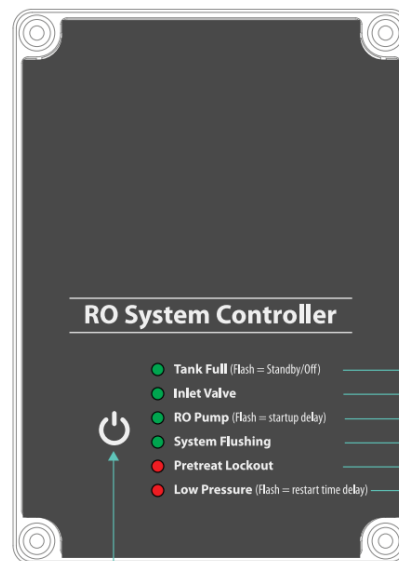 RO System Controller
Tank Full (Flash = Standby/Off)
Inlet Valve
RO Pump (Flash = startup delay)
System Flushing
Pretreat Lockout
Low Pressure (Flash = restart time delay)